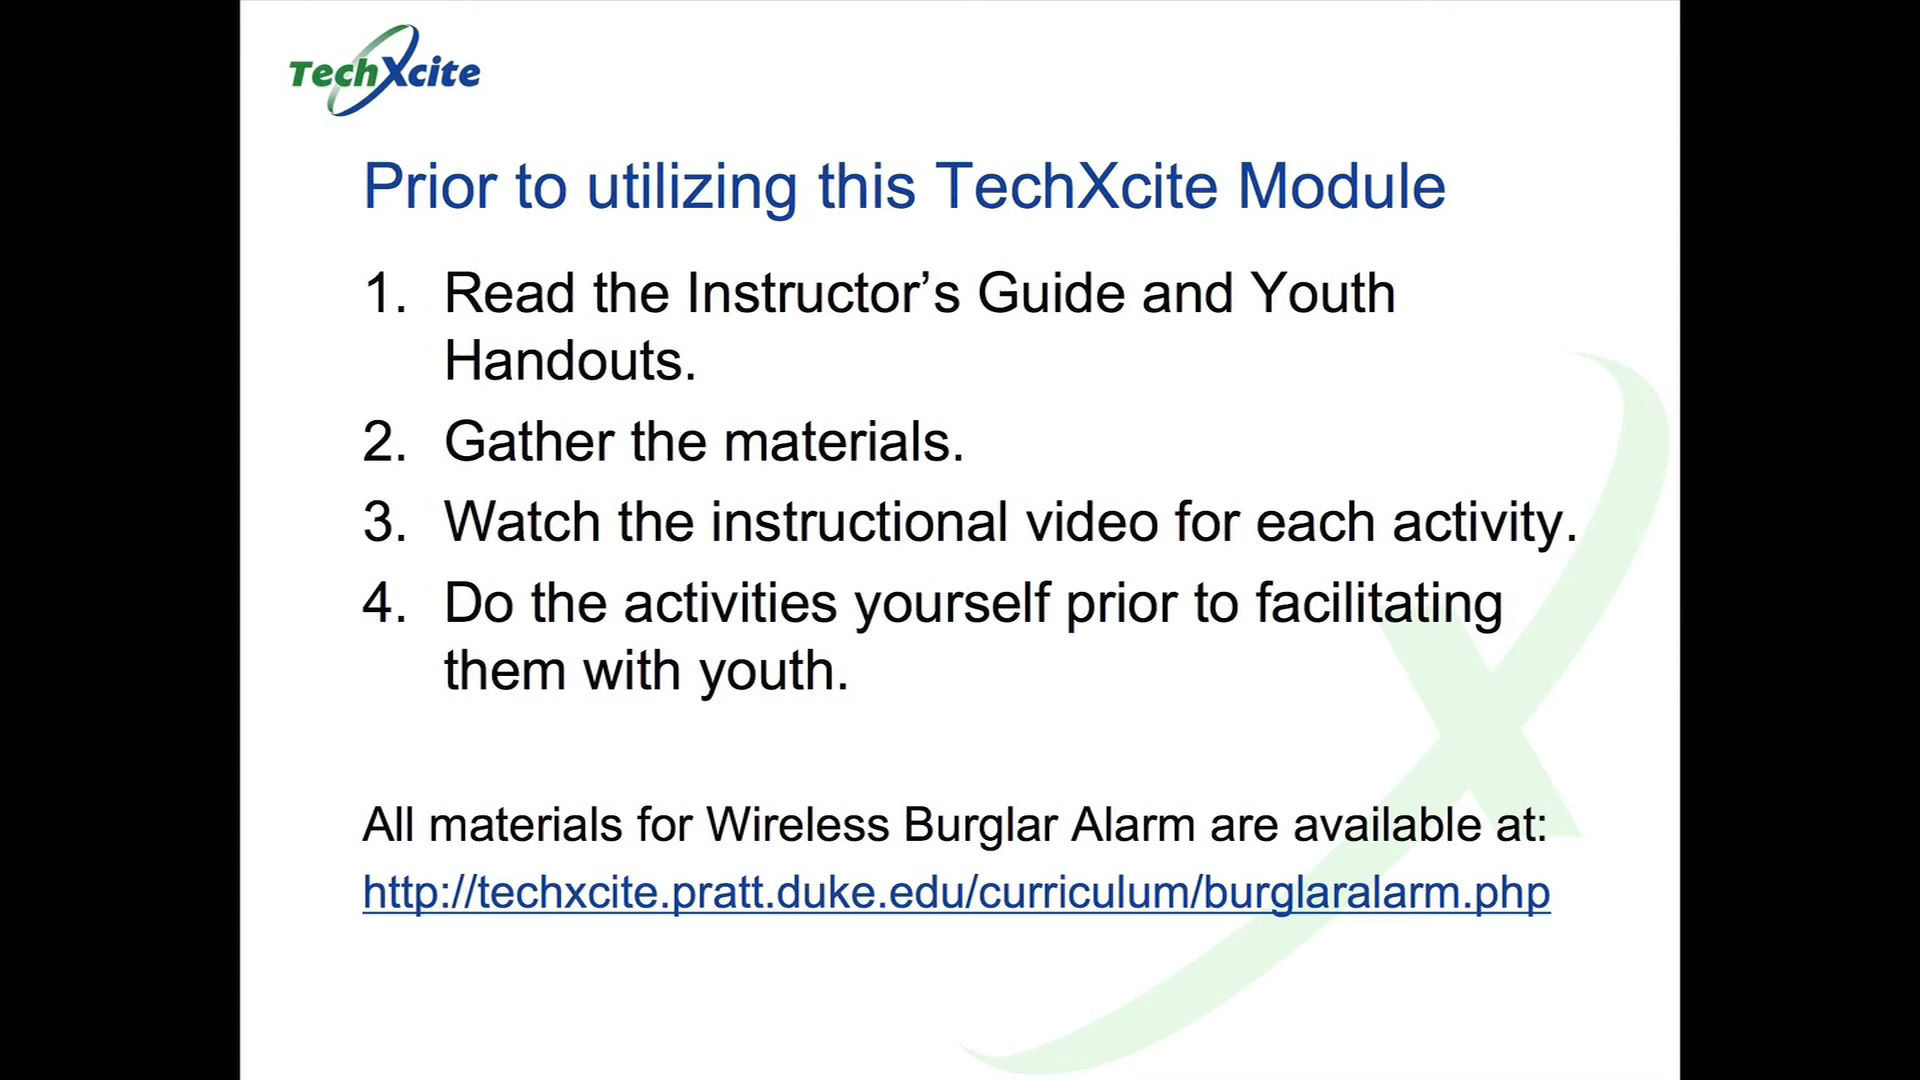 TechXcite
Prior to utilizing this TechXcite Module
1. Read the Instructor’s Guide and Youth
Handouts.
2. Gather the materials.
3. Watch the instructional video for each activity.
4. Do the activities yourself prior to facilitating
them with youth.
All materials for Wireless Burglar Alarm are available at:
http://techxcite.pratt.duke.edu/curriculum/burglaralarm.php